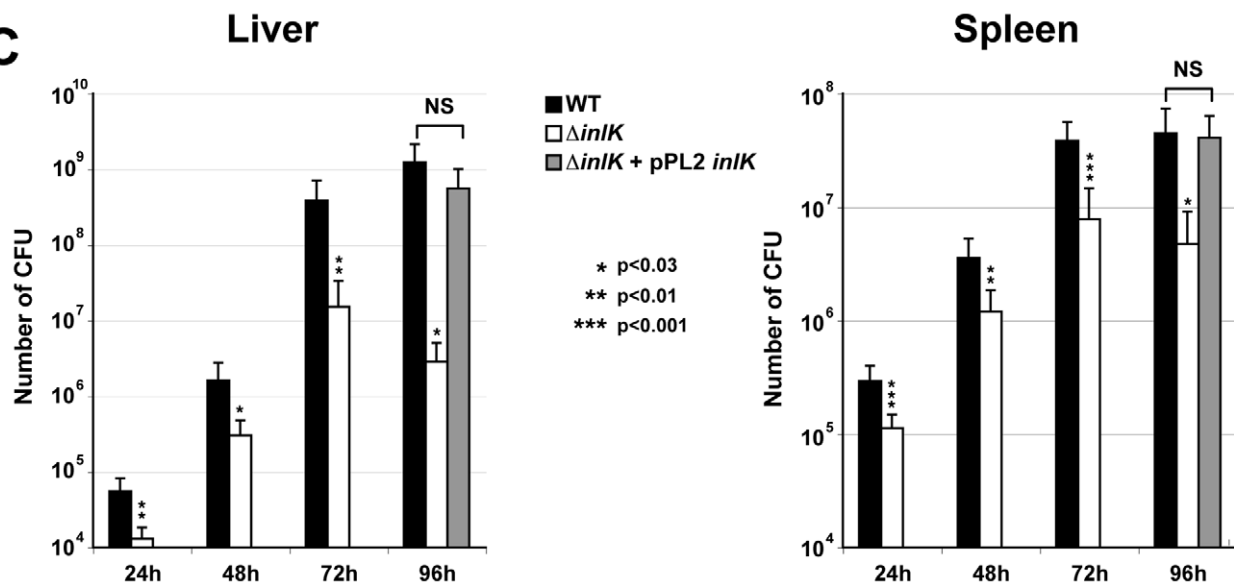 C
Liver
Spleen
Number of CFU
10^10
10^9
10^8
10^7
10^6
10^5
10^4
NS
**
*
**
*
24h 48h 72h 96h
WT
ΔinlK
ΔinlK + pPL2 inlK
* p<0.03
** p<0.01
*** p<0.001
Number of CFU
10^8
10^7
10^6
10^5
10^4
NS
***
**
***
*
24h 48h 72h 96h